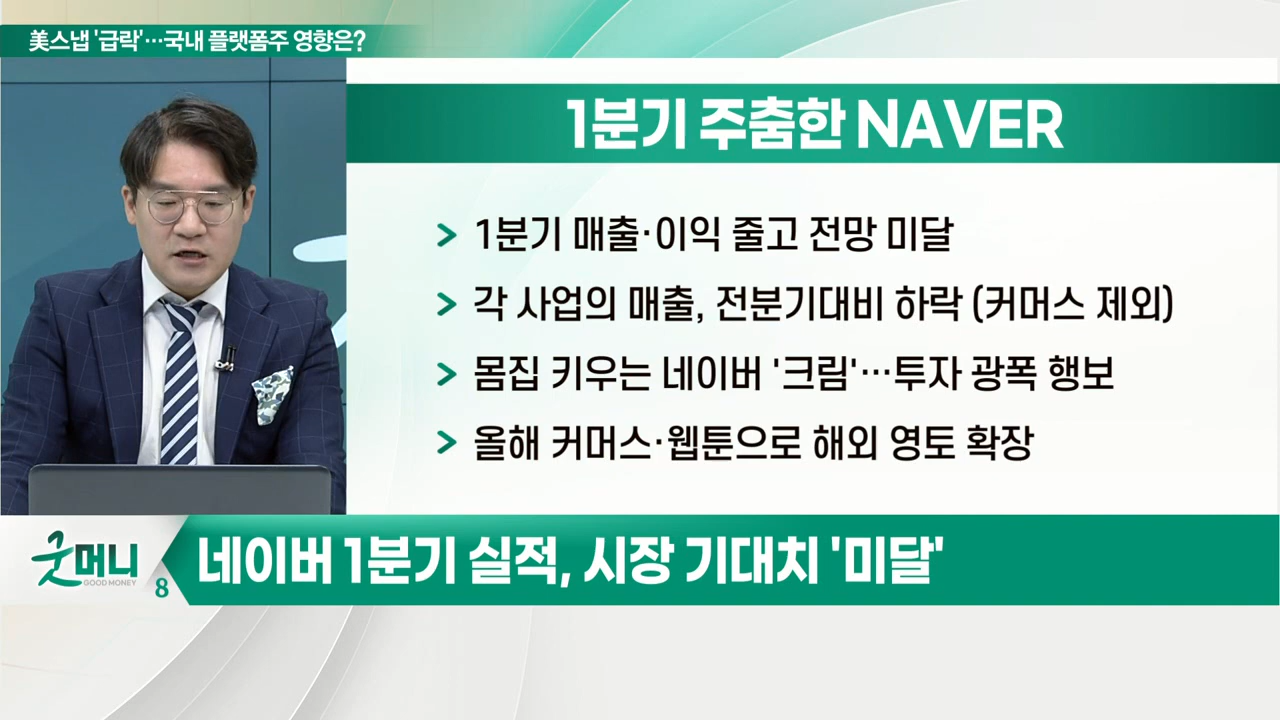 美스냅 '급락'…국내 플랫폼주 영향은?
1분기 주춤한 NAVER
> 1분기 매출·이익 줄고 전망 미달
> 각 사업의 매출, 전분기대비 하락 (커머스 제외)
> 몸집 키우는 네이버 '크림'…투자 광폭 행보
> 올해 커머스·웹툰으로 해외 영토 확장
굿머니
GOOD MONEY
8
네이버 1분기 실적, 시장 기대치 '미달'